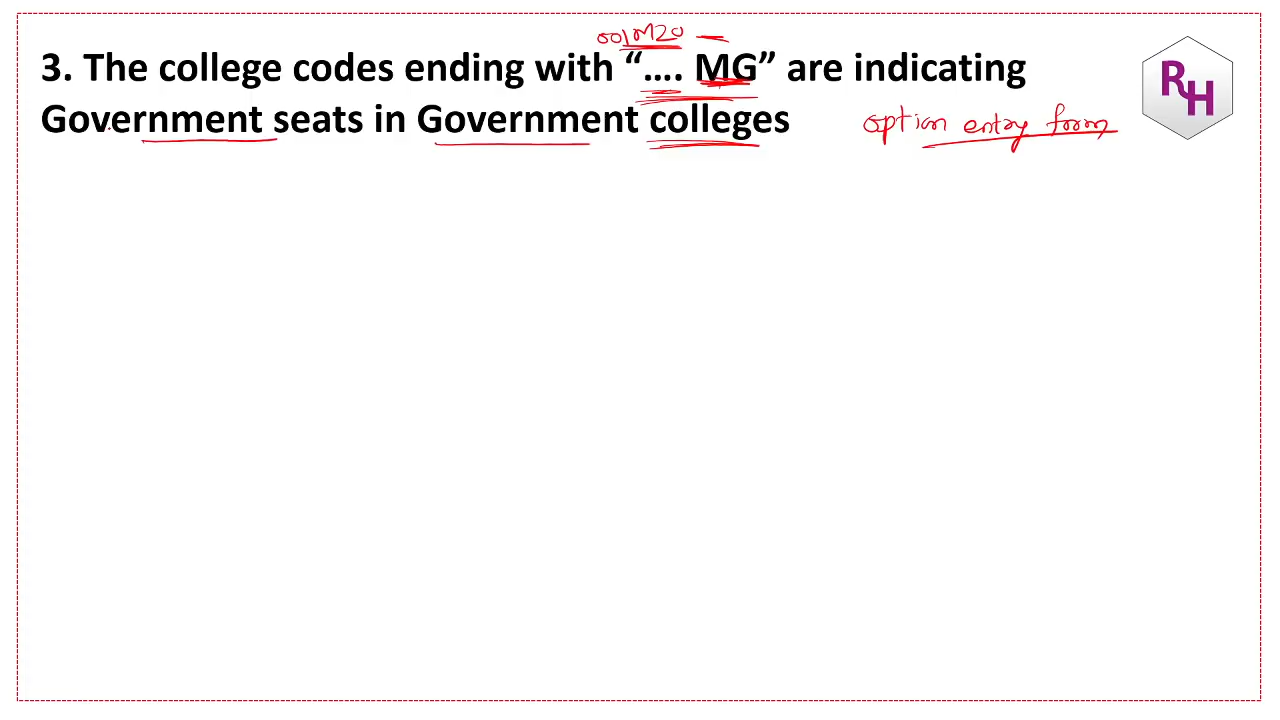 001M20
3. The college codes ending with “…. MG” are indicating
Government seats in Government colleges
option entry form
RH